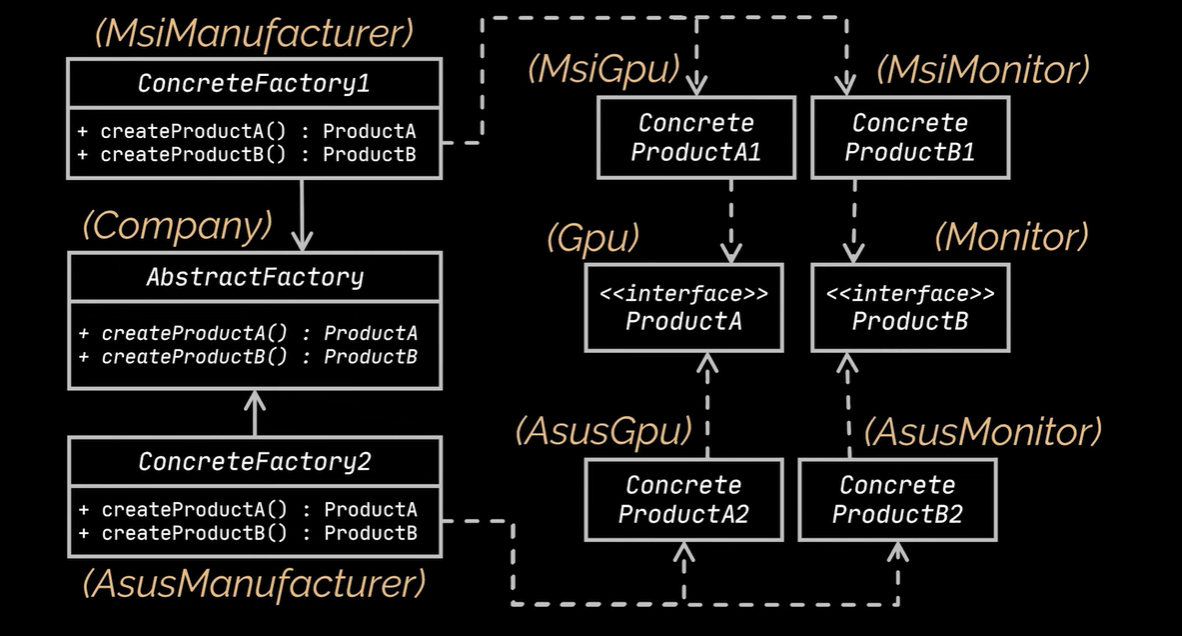 (MsiManufacturer)
ConcreteFactory1
+ createProductA() : ProductA
+ createProductB() : ProductB
(Company)
AbstractFactory
+ createProductA() : ProductA
+ createProductB() : ProductB
ConcreteFactory2
+ createProductA() : ProductA
+ createProductB() : ProductB
(AsusManufacturer)
(MsiGpu)
Concrete
ProductA1
(MsiMonitor)
Concrete
ProductB1
(Gpu)
<<interface>>
ProductA
(Monitor)
<<interface>>
ProductB
(AsusGpu)
Concrete
ProductA2
(AsusMonitor)
Concrete
ProductB2